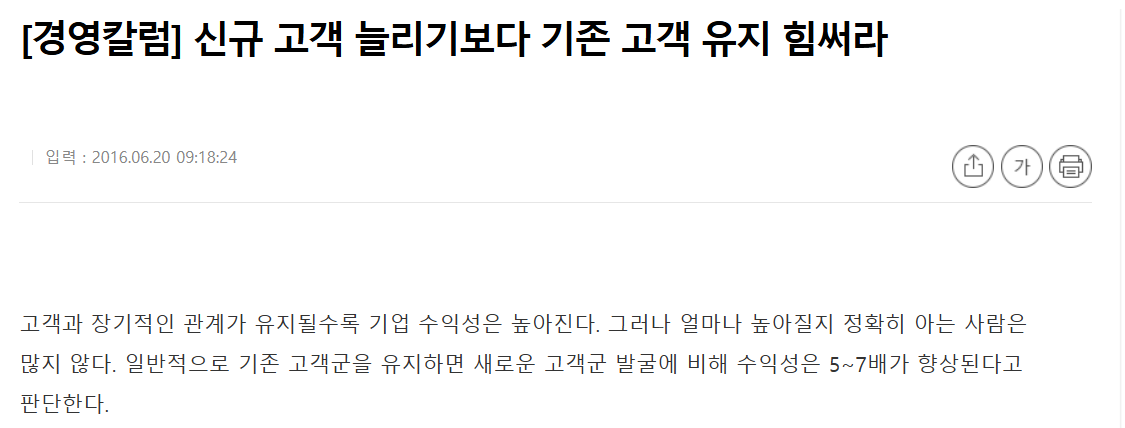 [경영칼럼] 신규 고객 늘리기보다 기존 고객 유지 힘써라
입력 : 2016.06.20 09:18:24
가
고객과 장기적인 관계가 유지될수록 기업 수익성은 높아진다. 그러나 얼마나 높아질지 정확히 아는 사람은
많지 않다. 일반적으로 기존 고객군을 유지하면 새로운 고객군 발굴에 비해 수익성은 5~7배가 향상된다고
판단한다.